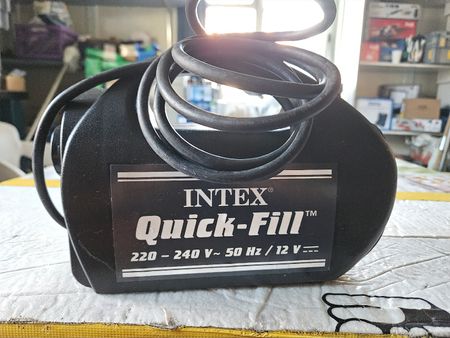 INTEX®
Quick-Fill™
220 – 240 V~ 50 Hz / 12 V ⎓